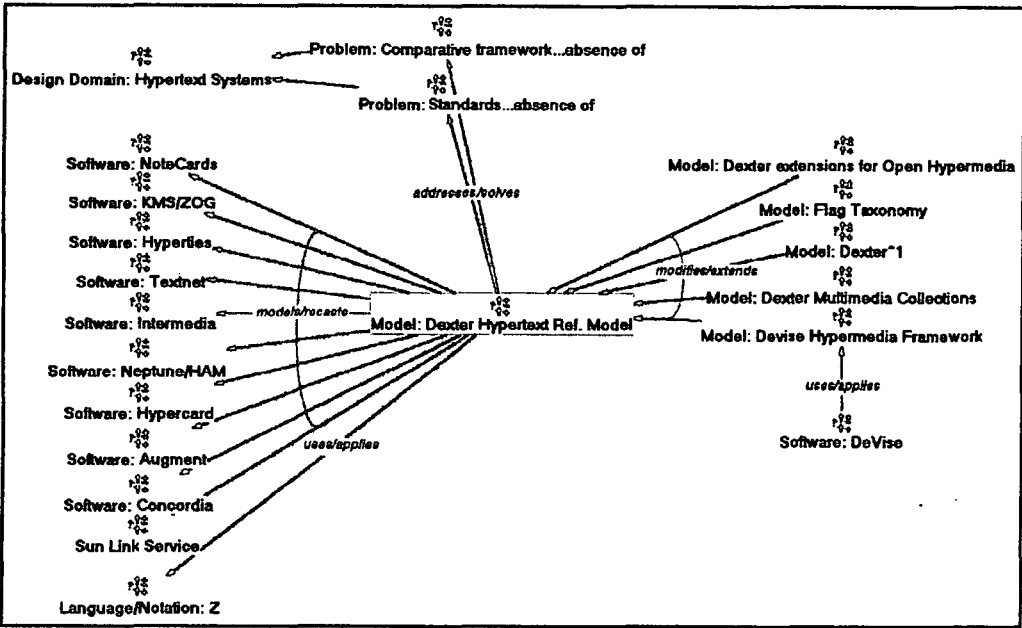 Problem: Comparative framework...absence of
Design Domain: Hypertext Systems
Problem: Standards...absence of
Software: NoteCards
Software: KMS/ZOG
Software: Hyperties
Software: Textnet
Software: Intermedia
Software: Neptune/HAM
Software: Hypercard
Software: Augment
Software: Concordia
Sun Link Service
Language/Notation: Z
addresses/solves
models/recasts
uses/applies
Model: Dexter Hypertext Ref. Model
modifies/extends
Model: Dexter extensions for Open Hypermedia
Model: Flag Taxonomy
Model: Dexter^1
Model: Dexter Multimedia Collections
Model: Devise Hypermedia Framework
uses/applies
Software: DeVise